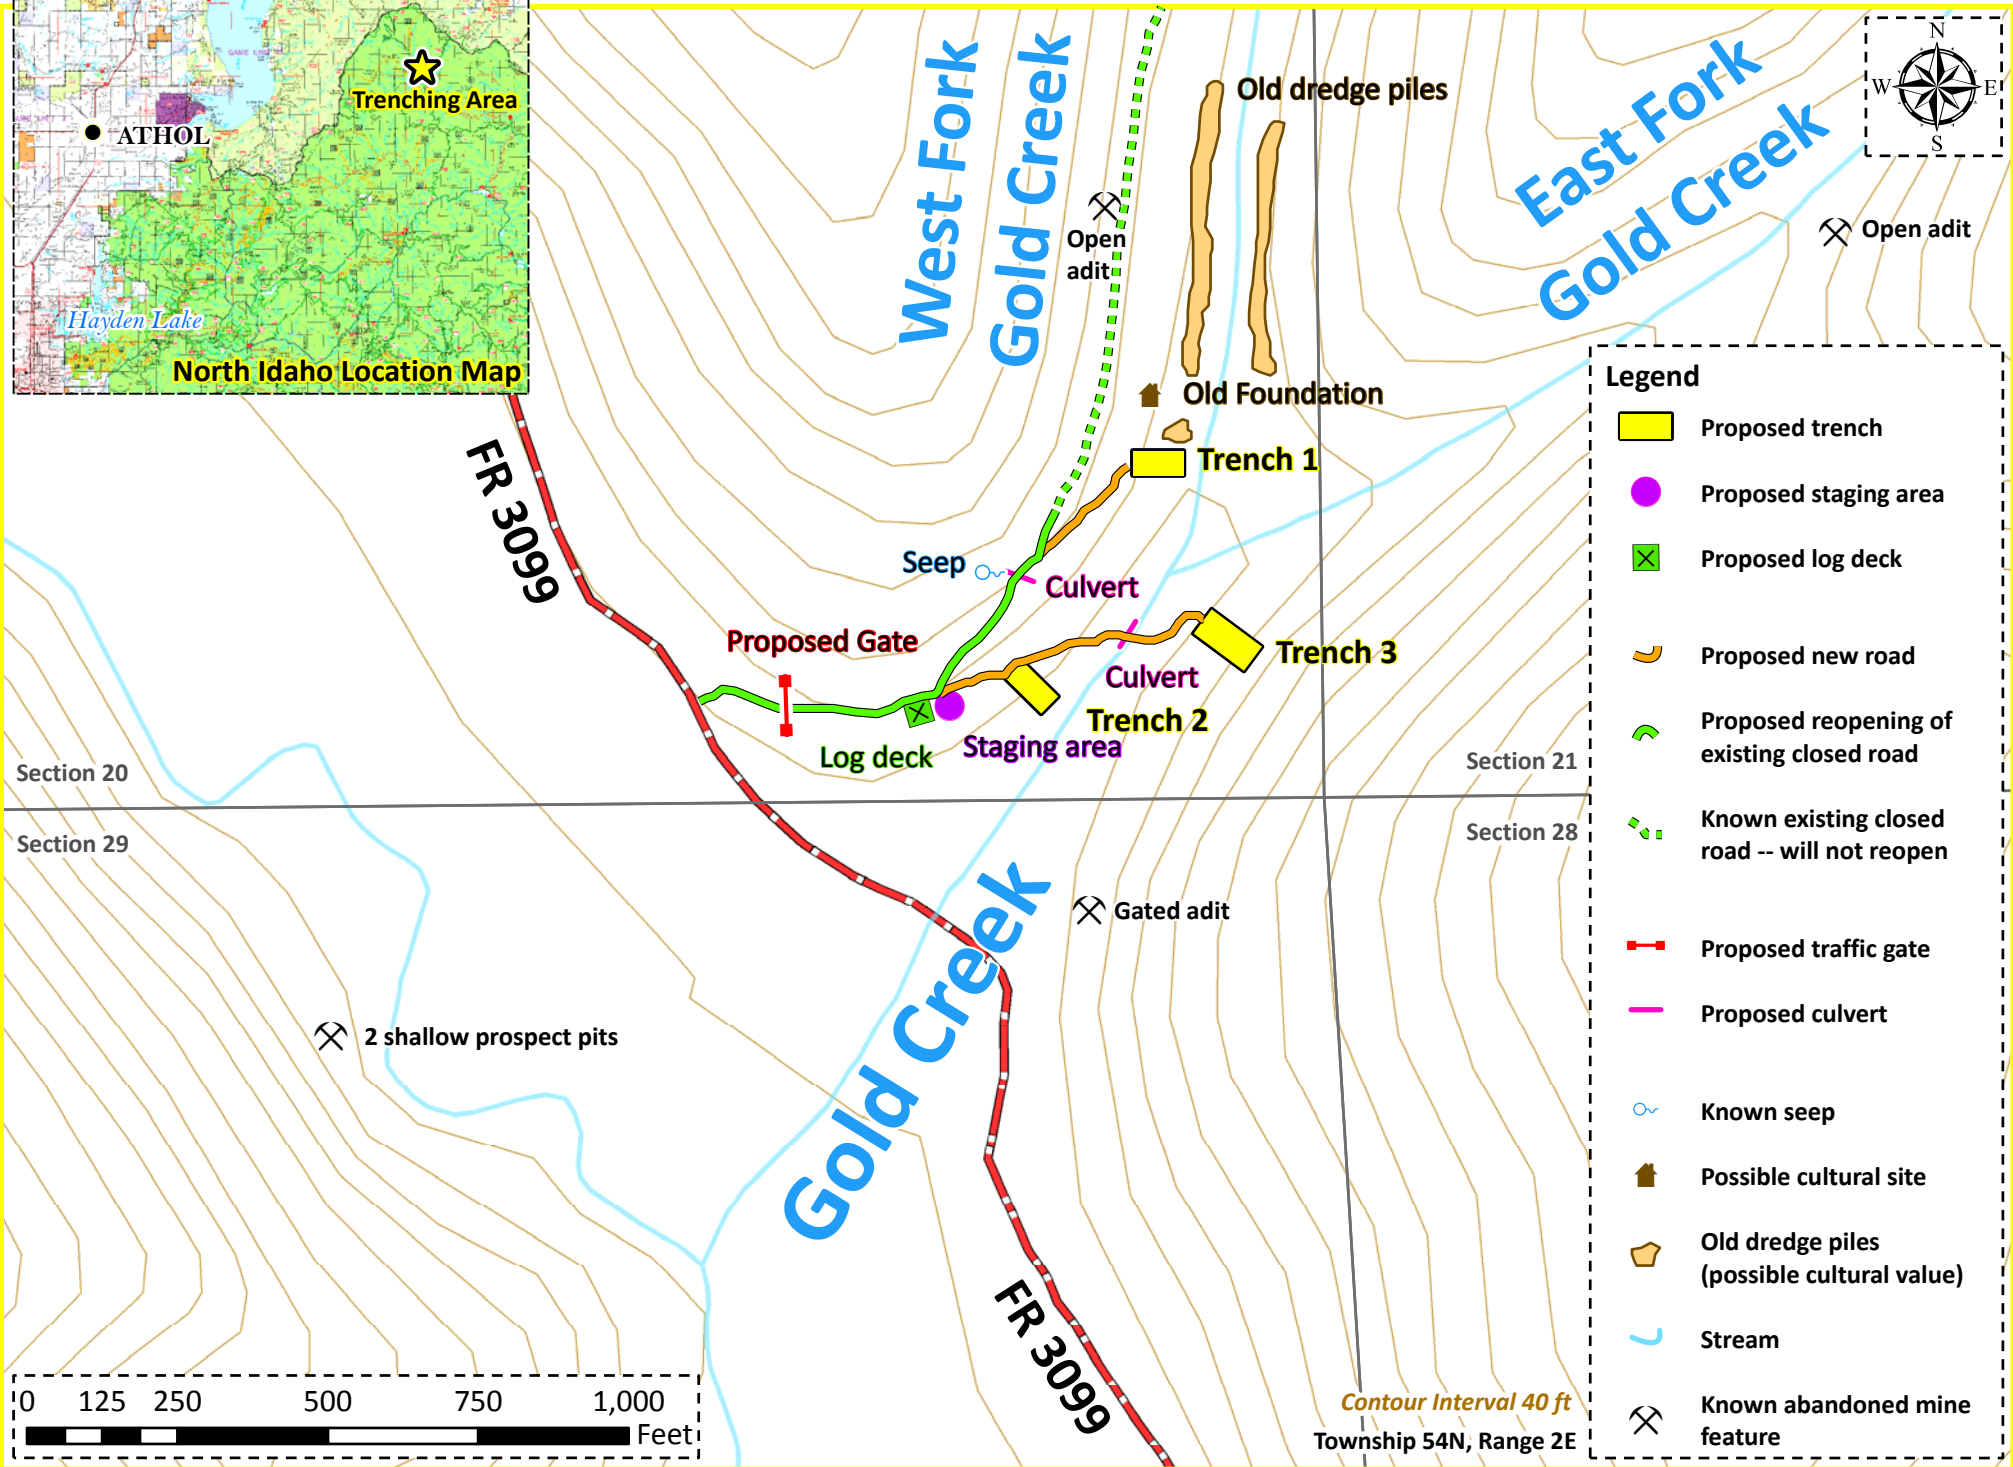 Trenching Area
ATHOL
Hayden Lake
North Idaho Location Map
West Fork
Gold Creek
East Fork
Gold Creek
N
W
E
S
Old dredge piles
Open
adit
Open adit
Old Foundation
Trench 1
FR 3099
Seep
Culvert
Proposed Gate
Trench 3
Culvert
Trench 2
Staging area
Log deck
Section 20
Section 21
Section 29
Section 28
Gated adit
Gold Creek
2 shallow prospect pits
FR 3099
Legend
Proposed trench
Proposed staging area
Proposed log deck
Proposed new road
Proposed reopening of
existing closed road
Known existing closed
road -- will not reopen
Proposed traffic gate
Proposed culvert
Known seep
Possible cultural site
Old dredge piles
(possible cultural value)
Stream
Known abandoned mine
feature
0 125 250 500 750 1,000
Feet
Contour Interval 40 ft
Township 54N, Range 2E